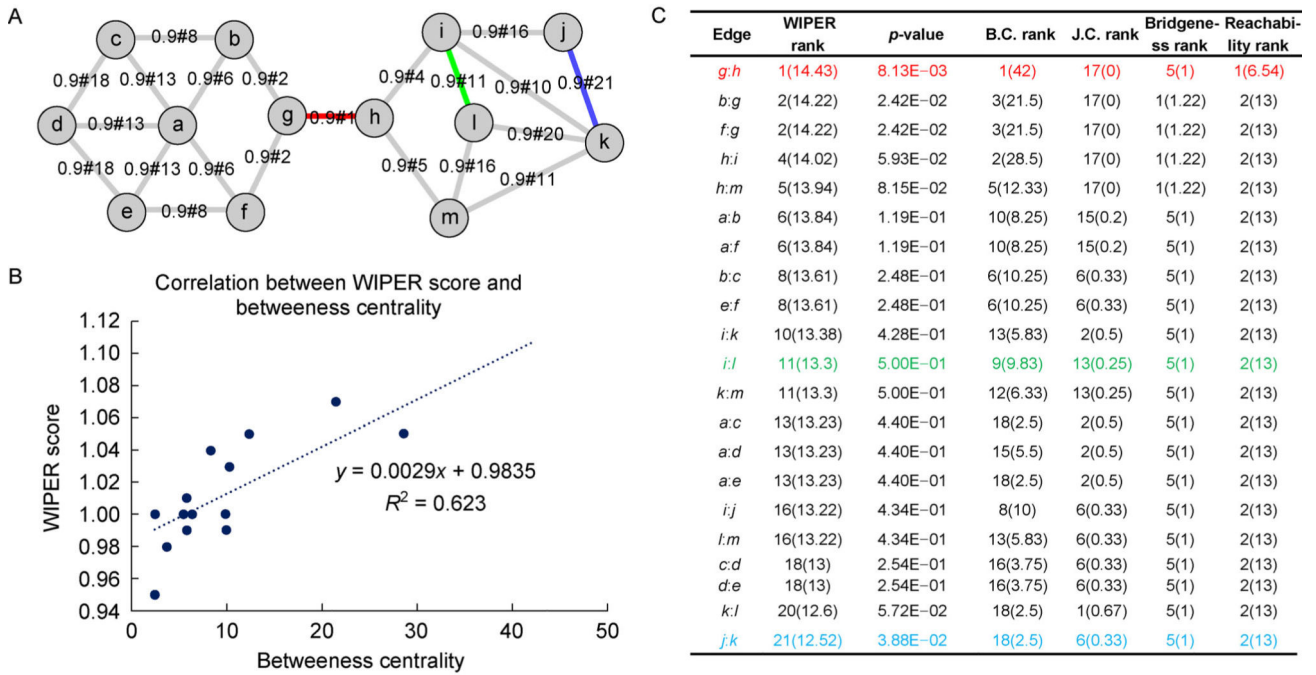 A
c
0.9#8
b
0.9#18
0.9#13
0.9#6
0.9#2
d
0.9#13
a
g
0.9#1
h
0.9#18
0.9#13
0.9#6
0.9#2
e
0.9#8
f
i
0.9#16
j
0.9#4
0.9#11
0.9#10
0.9#21
l
0.9#20
k
0.9#5
0.9#16
0.9#11
m
B
Correlation between WIPER score and
betweeness centrality
WIPER score
1.12
1.10
1.08
1.06
1.04
1.02
1.00
0.98
0.96
0.94
y = 0.0029x + 0.9835
R² = 0.623
0 10 20 30 40 50
Betweeness centrality
C
Edge WIPER rank p-value B.C. rank J.C. rank Bridgene-ss rank Reacha­bility rank
g:h 1(14.43) 8.13E−03 1(42) 17(0) 5(1) 1(6.54)
b:g 2(14.22) 2.42E−02 3(21.5) 17(0) 1(1.22) 2(13)
f:g 2(14.22) 2.42E−02 3(21.5) 17(0) 1(1.22) 2(13)
h:i 4(14.02) 5.93E−02 2(28.5) 17(0) 1(1.22) 2(13)
h:m 5(13.94) 8.15E−02 5(12.33) 17(0) 1(1.22) 2(13)
a:b 6(13.84) 1.19E−01 10(8.25) 15(0.2) 5(1) 2(13)
a:f 6(13.84) 1.19E−01 10(8.25) 15(0.2) 5(1) 2(13)
b:c 8(13.61) 2.48E−01 6(10.25) 6(0.33) 5(1) 2(13)
e:f 8(13.61) 2.48E−01 6(10.25) 6(0.33) 5(1) 2(13)
i:k 10(13.38) 4.28E−01 13(5.83) 2(0.5) 5(1) 2(13)
i:l 11(13.3) 5.00E−01 9(9.83) 13(0.25) 5(1) 2(13)
k:m 11(13.3) 5.00E−01 12(6.33) 13(0.25) 5(1) 2(13)
a:c 13(13.23) 4.40E−01 18(2.5) 2(0.5) 5(1) 2(13)
a:d 13(13.23) 4.40E−01 15(5.5) 2(0.5) 5(1) 2(13)
a:e 13(13.23) 4.40E−01 18(2.5) 2(0.5) 5(1) 2(13)
i:j 16(13.22) 4.34E−01 8(10) 6(0.33) 5(1) 2(13)
l:m 16(13.22) 4.34E−01 13(5.83) 6(0.33) 5(1) 2(13)
c:d 18(13) 2.54E−01 16(3.75) 6(0.33) 5(1) 2(13)
d:e 18(13) 2.54E−01 16(3.75) 6(0.33) 5(1) 2(13)
k:l 20(12.6) 5.72E−02 18(2.5) 1(0.67) 5(1) 2(13)
j:k 21(12.52) 3.88E−02 18(2.5) 6(0.33) 5(1) 2(13)